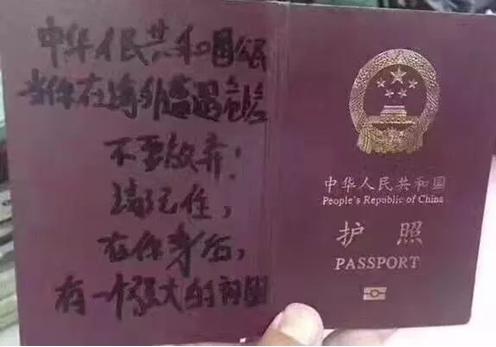 中华人民共和国公民
当你在海外遭遇危险
不要放弃！
请记住，
在你身后，
有一个强大的祖国
中华人民共和国
People's Republic of China
护 照
PASSPORT